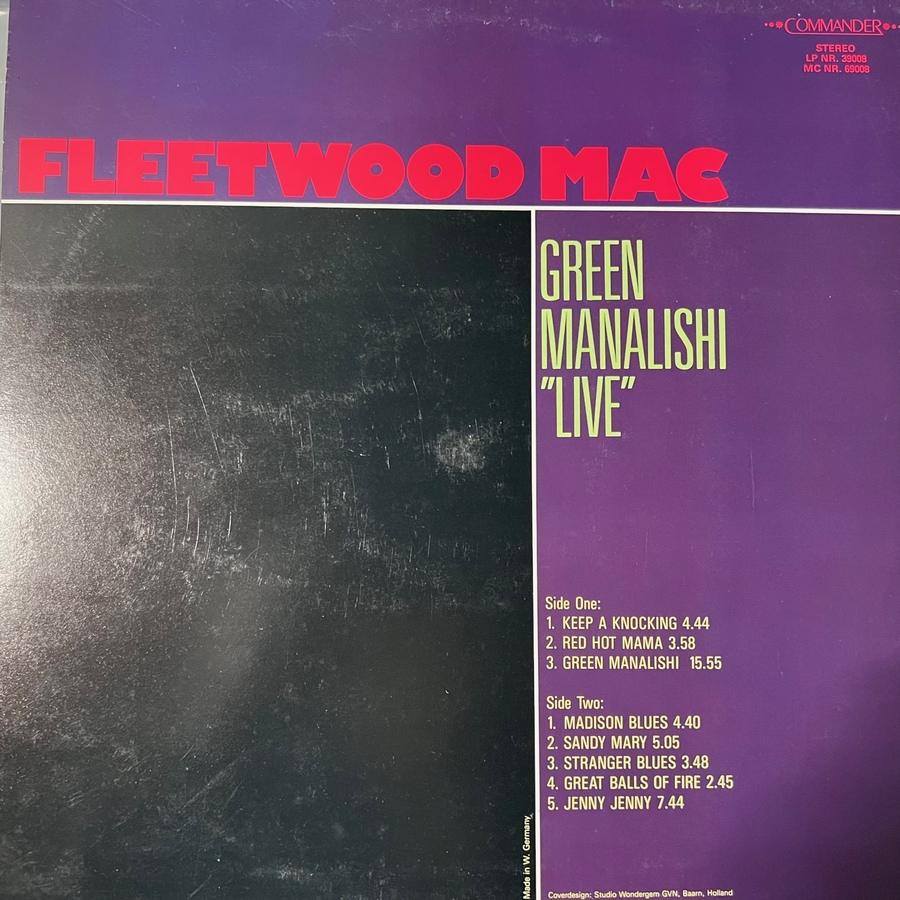 COMMANDER
STEREO
LP NR. 39008
MC NR. 69008
FLEETWOOD MAC
GREEN
MANALISHI
"LIVE"
Side One:
1. KEEP A KNOCKING 4.44
2. RED HOT MAMA 3.58
3. GREEN MANALISHI 15.55
Side Two:
1. MADISON BLUES 4.40
2. SANDY MARY 5.05
3. STRANGER BLUES 3.48
4. GREAT BALLS OF FIRE 2.45
5. JENNY JENNY 7.44
Made in W. Germany
Coverdesign: Studio Wondergem GVN, Baarn, Holland